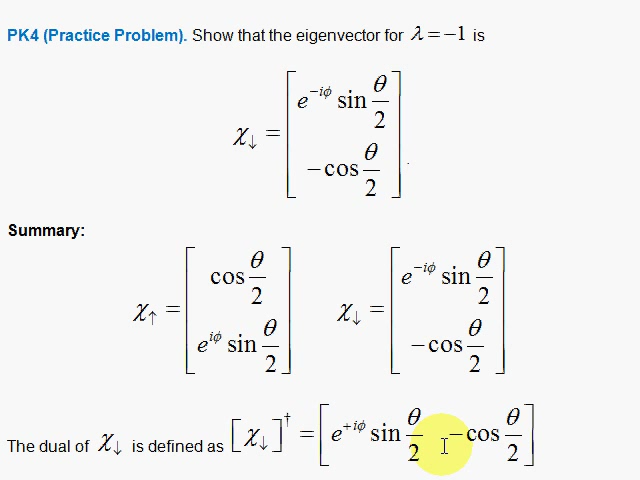 PK4 (Practice Problem). Show that the eigenvector for λ = −1 is
χ↓ = [ e^{−iϕ} sin θ/2
−cos θ/2 ].
Summary:
χ↑ = [ cos θ/2
e^{iϕ} sin θ/2 ]
χ↓ = [ e^{−iϕ} sin θ/2
−cos θ/2 ]
The dual of χ↓ is defined as [χ↓]† = [ e^{+iϕ} sin θ/2 −cos θ/2 ]